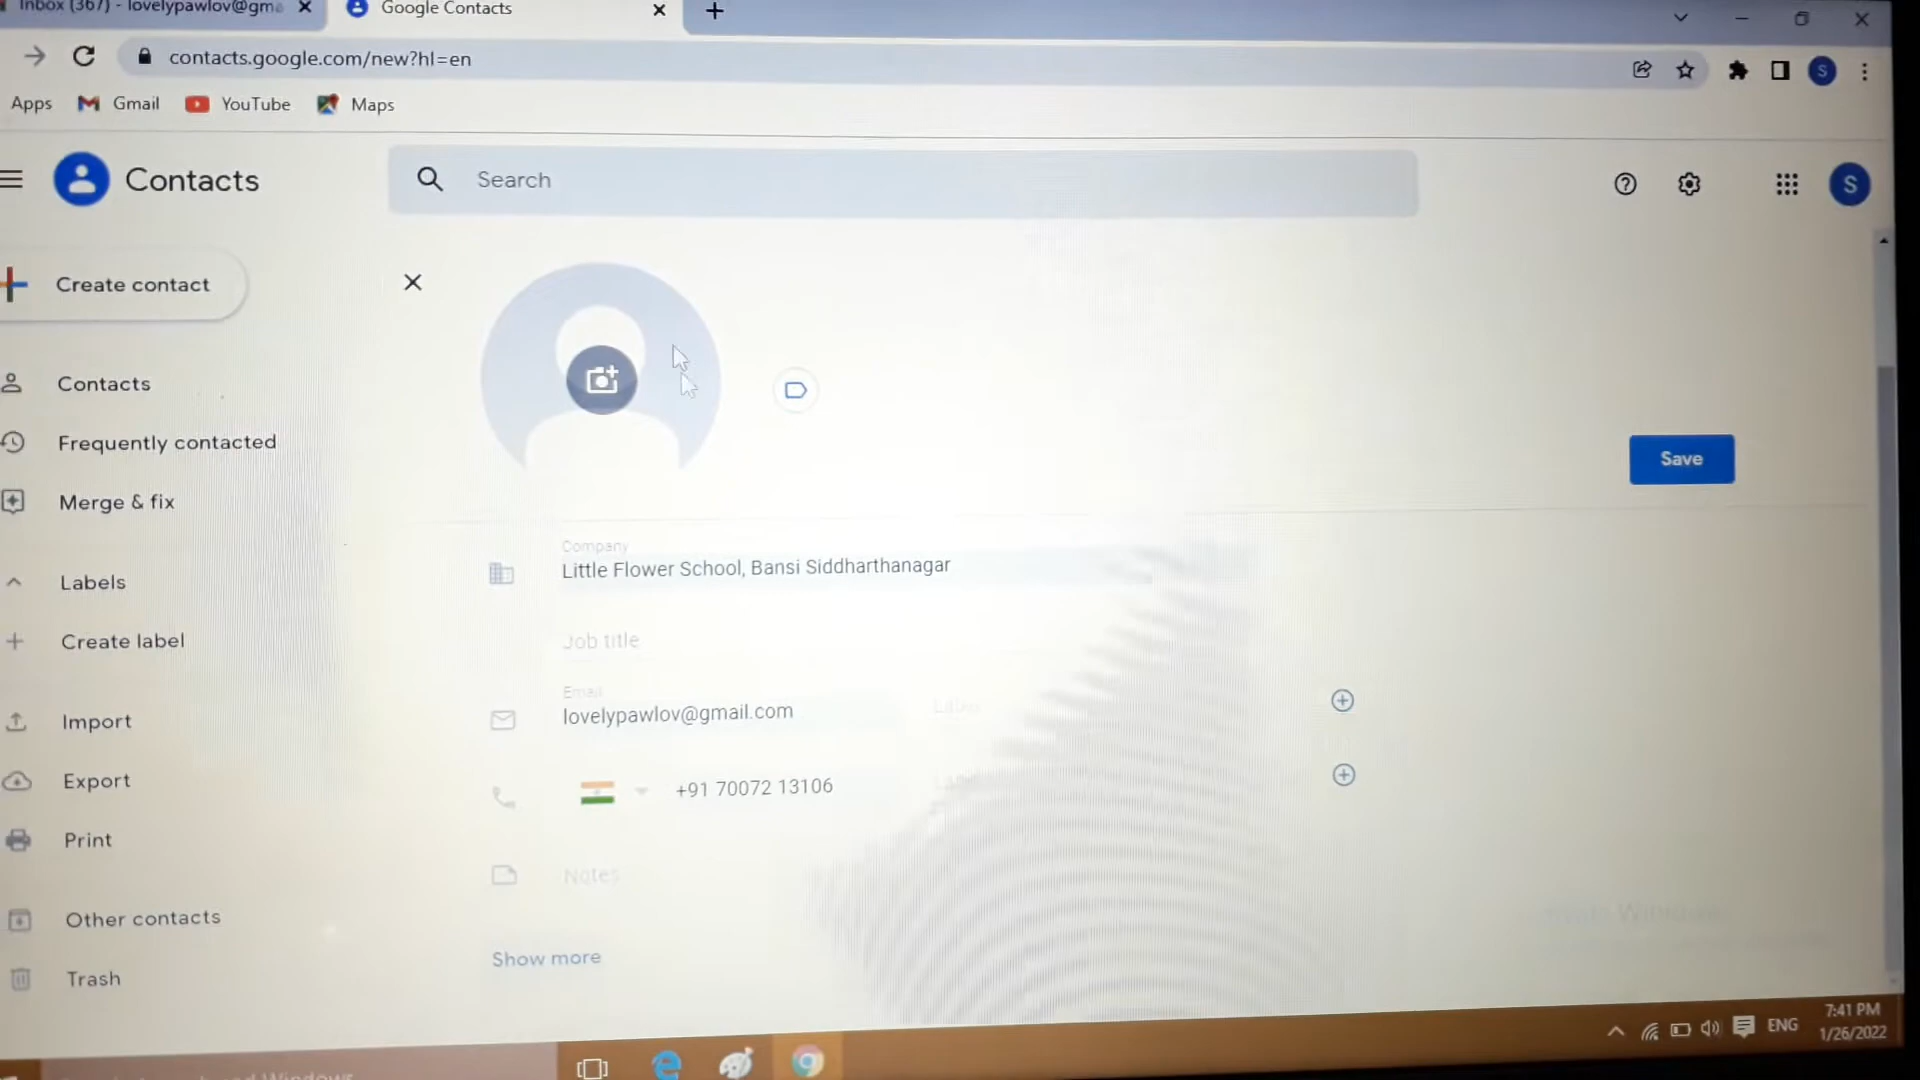 Inbox (367) - lovelypawlov@gma
Google Contacts
contacts.google.com/new?hl=en
Apps
Gmail
YouTube
Maps
Contacts
Search
S
S
Create contact
Contacts
Frequently contacted
Merge & fix
Save
Company
Little Flower School, Bansi Siddharthanagar
Labels
Job title
Create label
Email
lovelypawlov@gmail.com
Label
Import
+91 70072 13106
Label
Export
Print
Notes
Other contacts
Show more
Trash
7:41 PM
ENG
1/26/2022